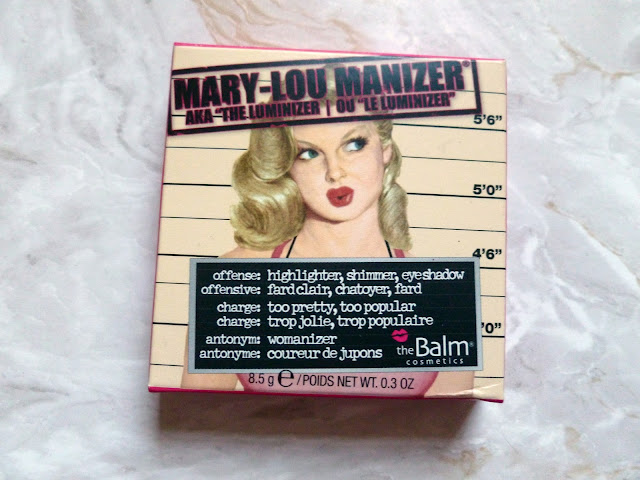 MARY-LOU MANIZER®
AKA "THE LUMINIZER | OU "LE LUMINIZER"
5'6"
5'0"
4'6"
'0"
offense: highlighter, shimmer, eyeshadow
offensive: fard clair, chatoyer, fard
charge: too pretty, too popular
charge: trop jolie, trop populaire
antonym: womanizer
antonyme: coureur de jupons
theBalm®
cosmetics
8.5 g ℮ /POIDS NET WT. 0.3 OZ